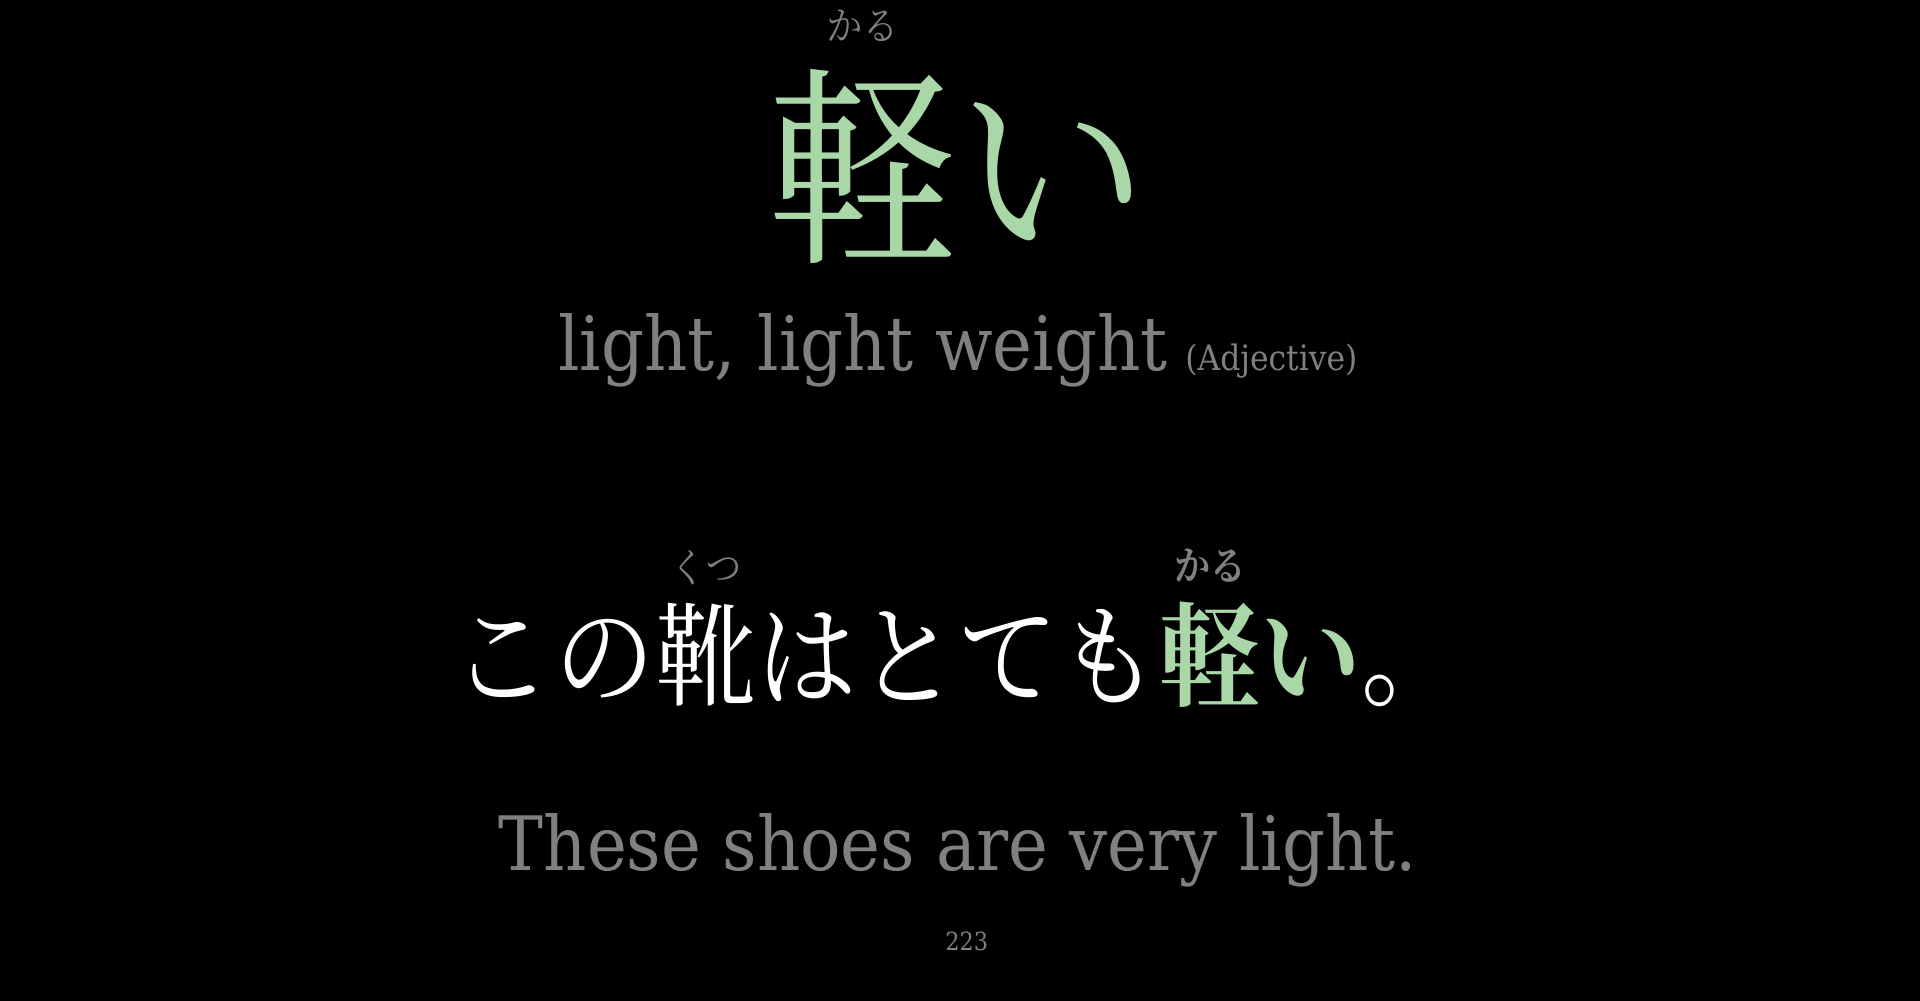 かる
軽い
light, light weight (Adjective)
くつ かる
この靴はとても軽い。
These shoes are very light.
223